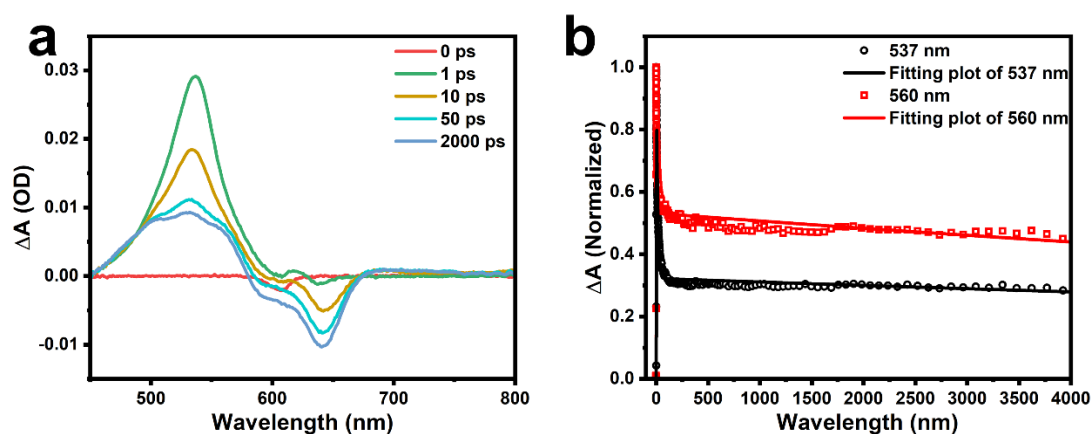 a
0 ps
1 ps
10 ps
50 ps
2000 ps
0.03
0.02
0.01
0.00
-0.01
ΔA (OD)
500
600
700
800
Wavelength (nm)
b
537 nm
Fitting plot of 537 nm
560 nm
Fitting plot of 560 nm
1.0
0.8
0.6
0.4
0.2
0.0
ΔA (Normalized)
0
500
1000
1500
2000
2500
3000
3500
4000
Wavelength (nm)